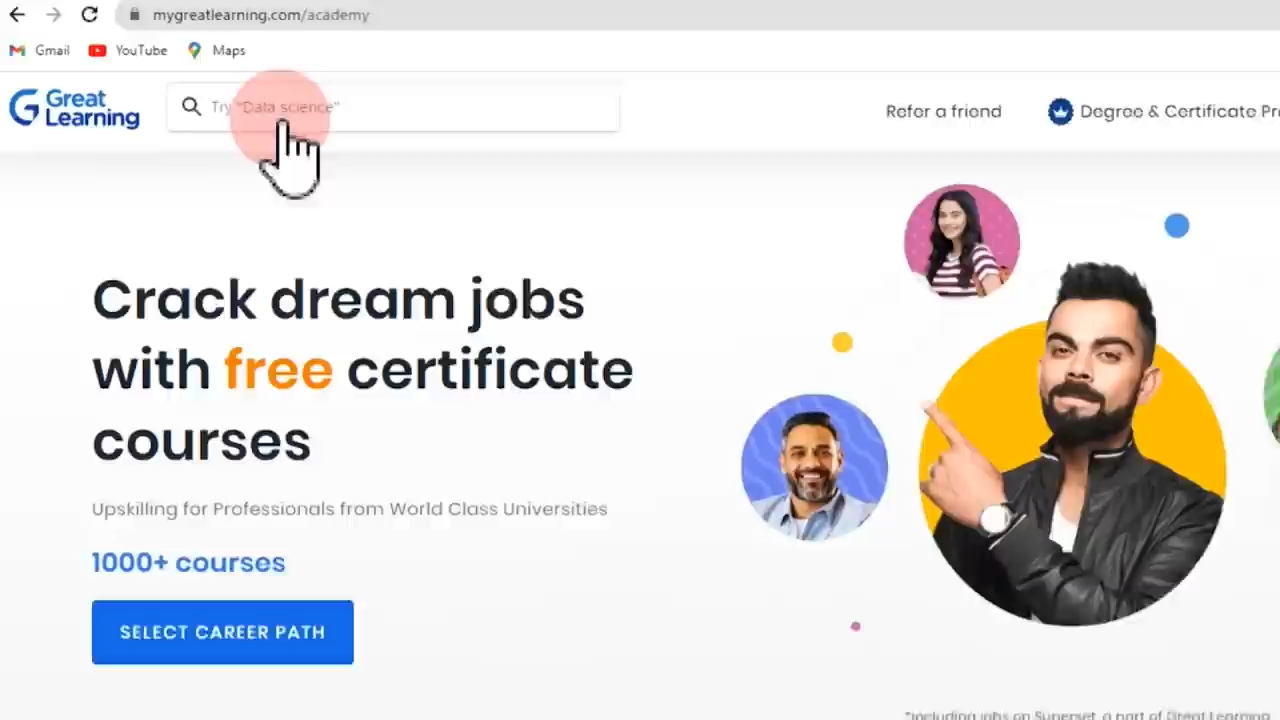 mygreatlearning.com/academy
Gmail YouTube Maps
Great
Learning
Try "Data science"
Refer a friend
Degree & Certificate Pr
Crack dream jobs
with free certificate
courses
Upskilling for Professionals from World Class Universities
1000+ courses
SELECT CAREER PATH
*Including jobs on Superset, a part of Great Learning